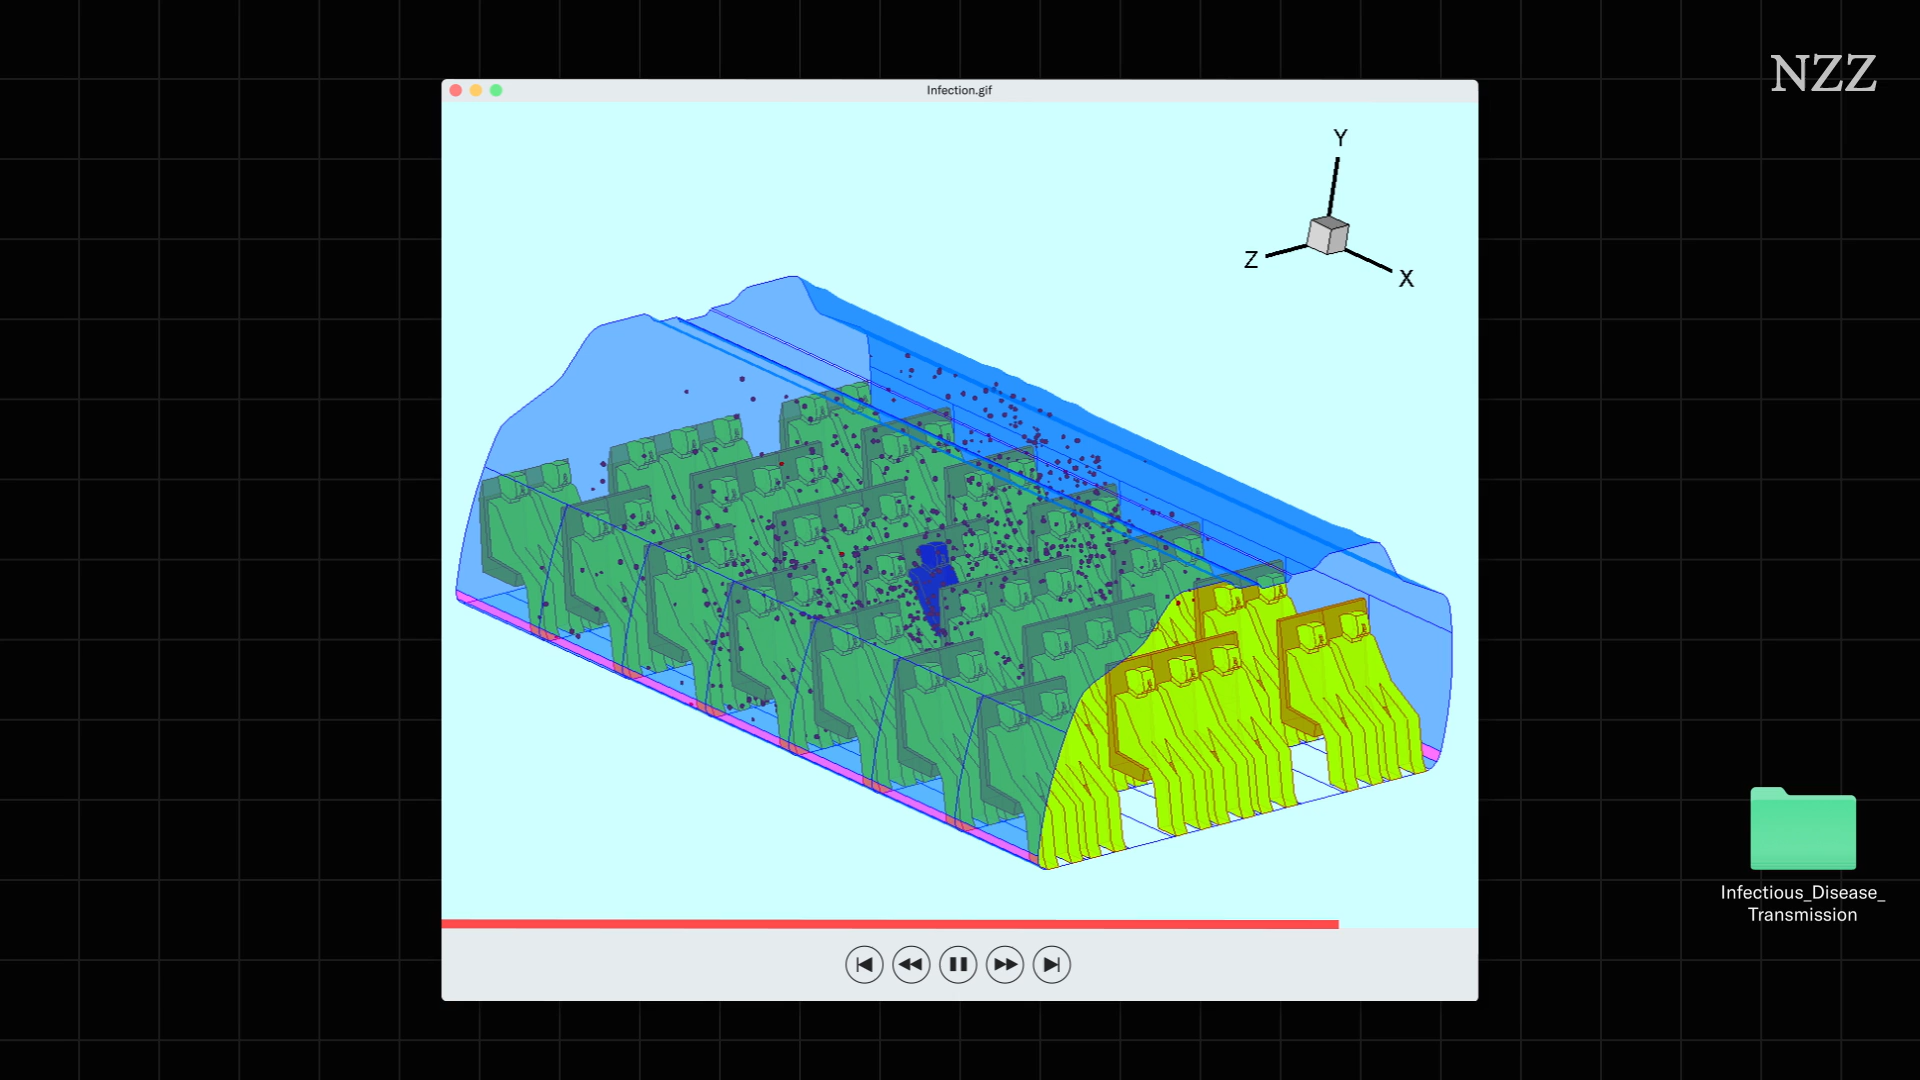 NZZ
Infection.gif
Y
Z
X
Infectious_Disease_
Transmission